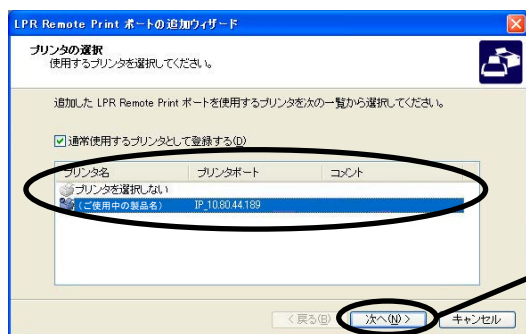 LPR Remote Print ポートの追加ウィザード
プリンタの選択
使用するプリンタを選択してください。
追加した LPR Remote Print ポートを使用するプリンタを次の一覧から選択してください。
通常使用するプリンタとして登録する(D)
プリンタ名 プリンタポート コメント
プリンタを選択しない
(ご使用中の製品名) IP_10.80.44.189
< 戻る(B) 次へ(N) > キャンセル